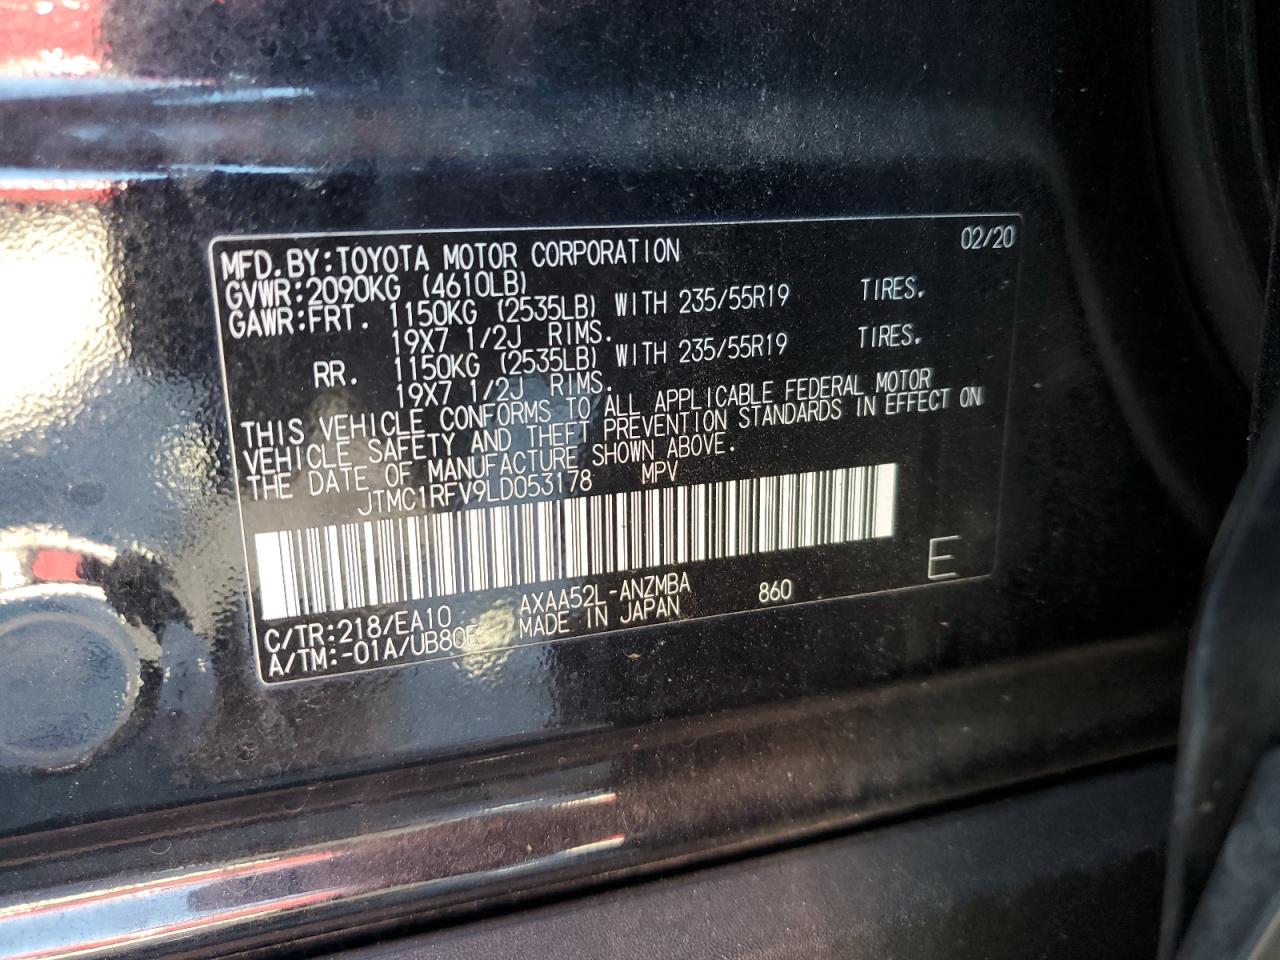 MFD.BY:TOYOTA MOTOR CORPORATION 02/20
GVWR:2090KG (4610LB)
GAWR:FRT. 1150KG (2535LB) WITH 235/55R19 TIRES.
19X7 1/2J RIMS.
RR. 1150KG (2535LB) WITH 235/55R19 TIRES.
19X7 1/2J RIMS.
THIS VEHICLE CONFORMS TO ALL APPLICABLE FEDERAL MOTOR
VEHICLE SAFETY AND THEFT PREVENTION STANDARDS IN EFFECT ON
THE DATE OF MANUFACTURE SHOWN ABOVE.
JTMC1RFV9LD053178 MPV
C/TR:218/EA10 AXAA52L-ANZMBA 860 E
A/TM:-01A/UB80E MADE IN JAPAN